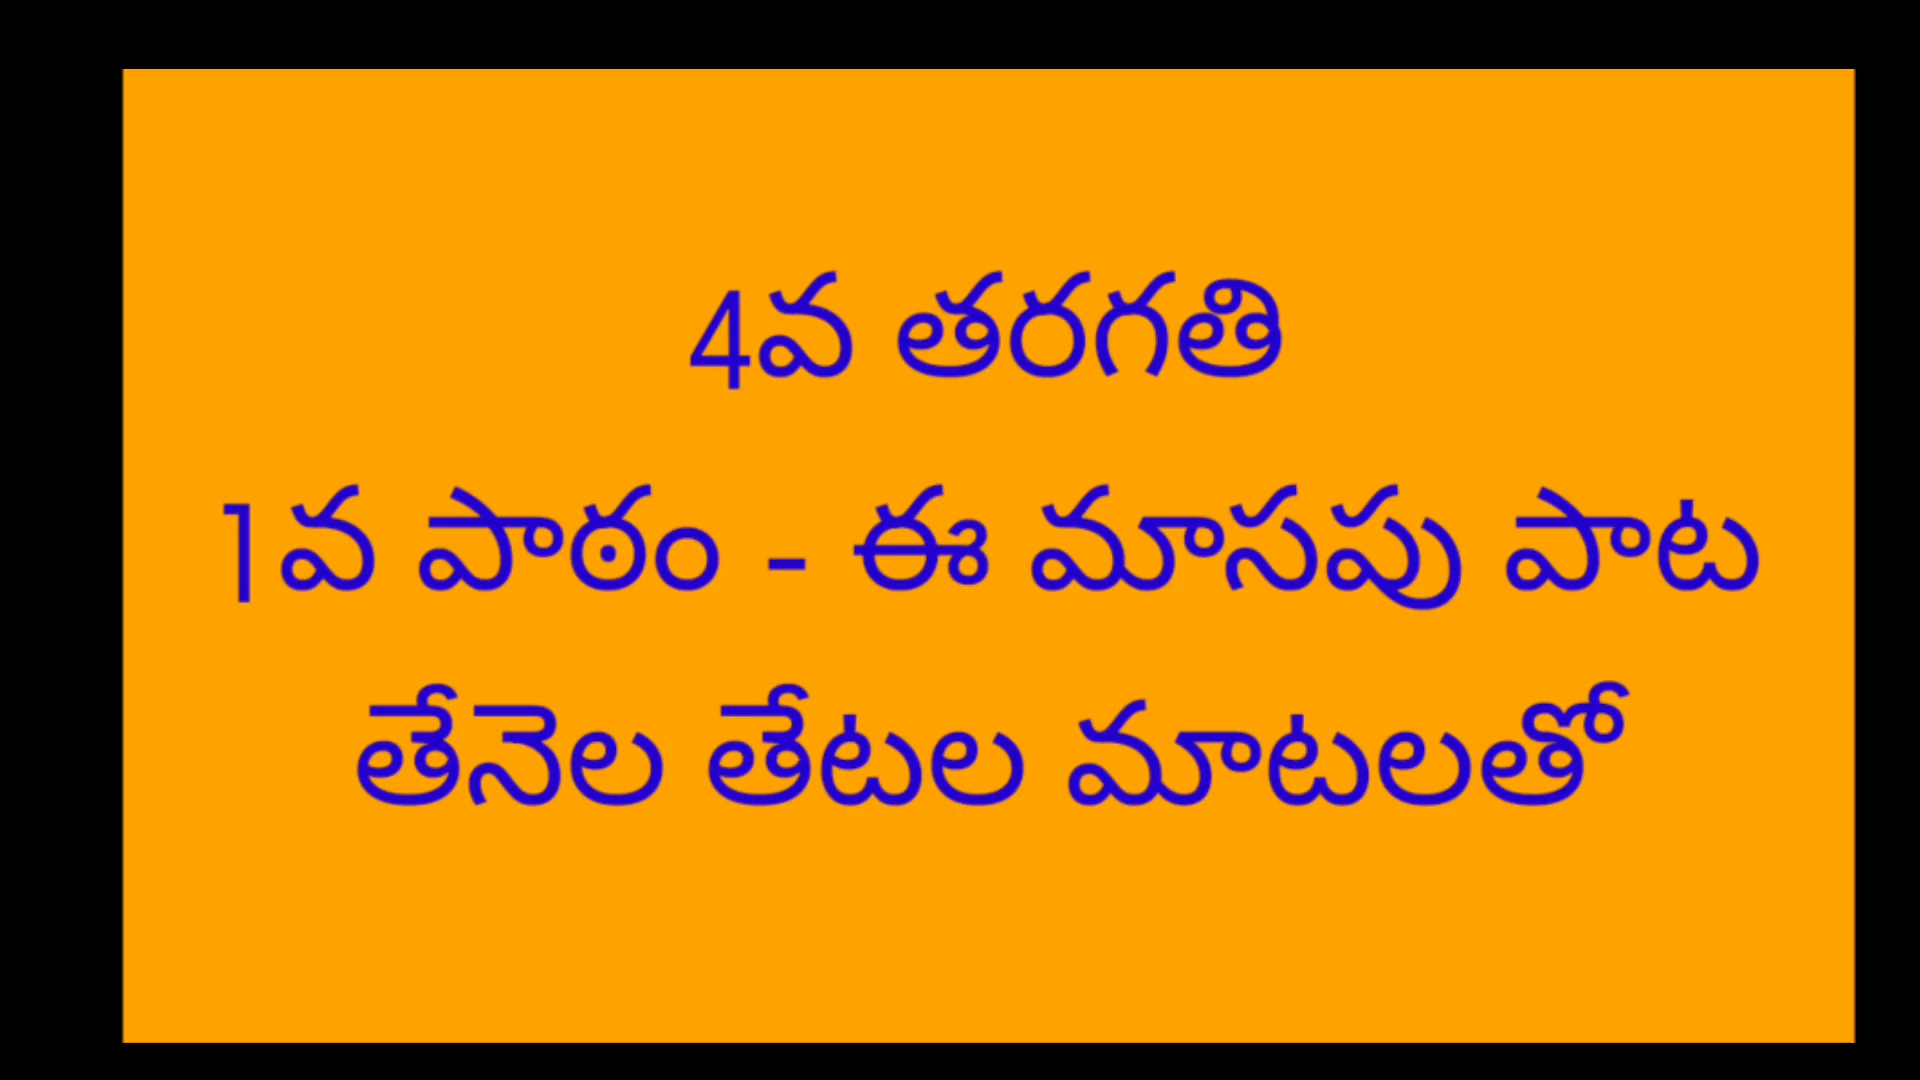 4వ తరగతి
1వ పాఠం - ఈ మాసపు పాట
తేనెల తేటల మాటలతో